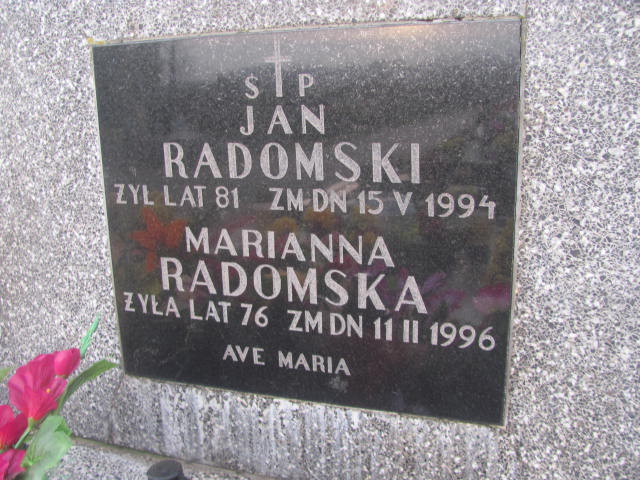 Ś P
JAN
RADOMSKI
ŻYŁ LAT 81 ZM DN 15 V 1994
MARIANNA
RADOMSKA
ŻYŁA LAT 76 ZM DN 11 II 1996
AVE MARIA